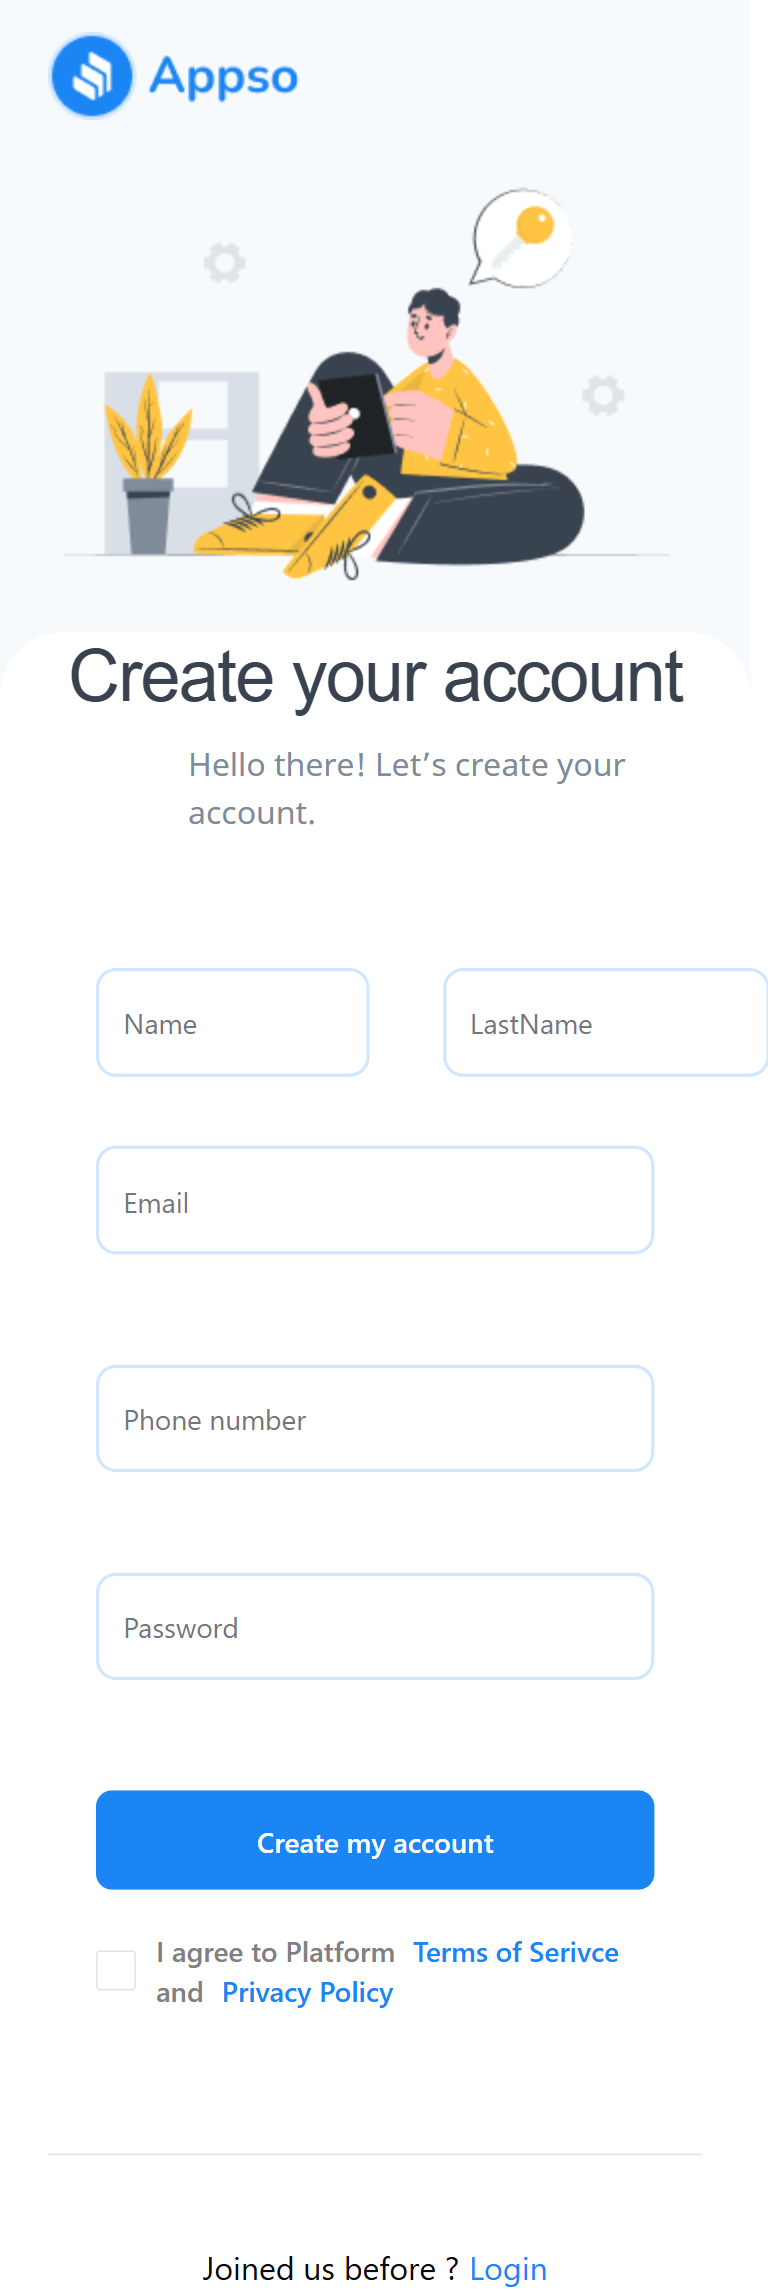 Appso
Create your account
Hello there! Let’s create your
account.
Name
LastName
Email
Phone number
Password
Create my account
I agree to Platform Terms of Serivce
and Privacy Policy
Joined us before ? Login